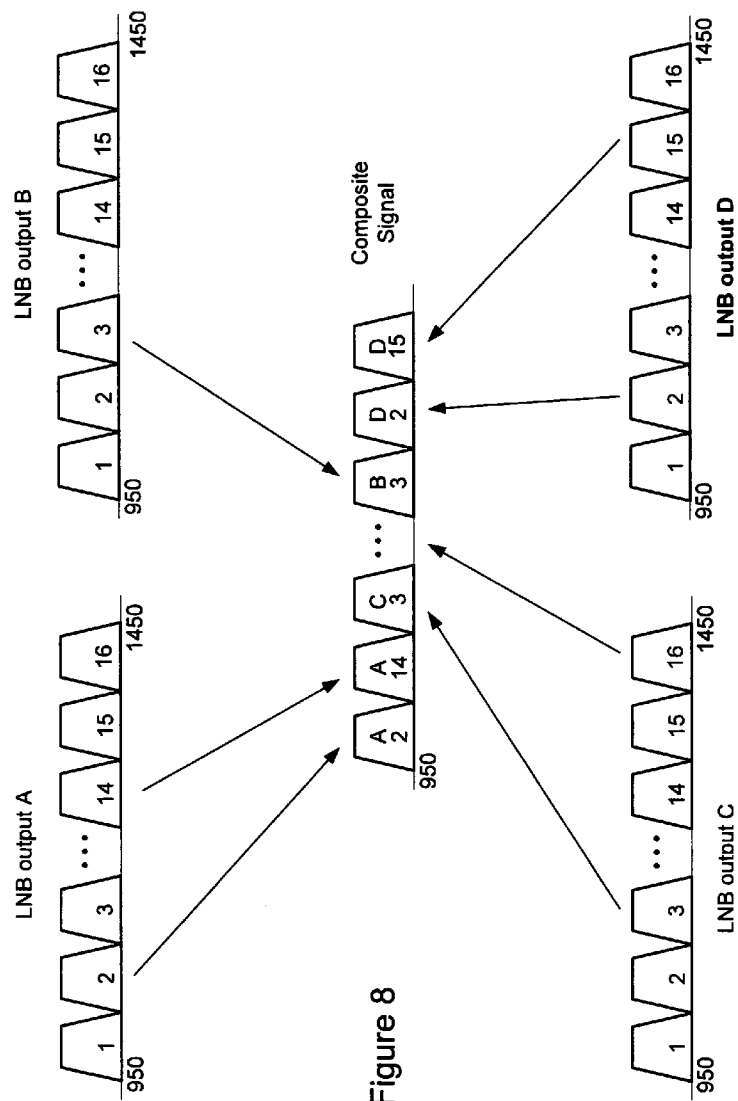 LNB output A
1 2 3 ••• 14 15 16
950 1450
LNB output B
1 2 3 ••• 14 15 16
950 1450
Composite
Signal
A A C ••• B D D
2 14 3 3 2 15
950
Figure 8
1 2 3 ••• 14 15 16
950 1450
LNB output C
1 2 3 ••• 14 15 16
950 1450
LNB output D